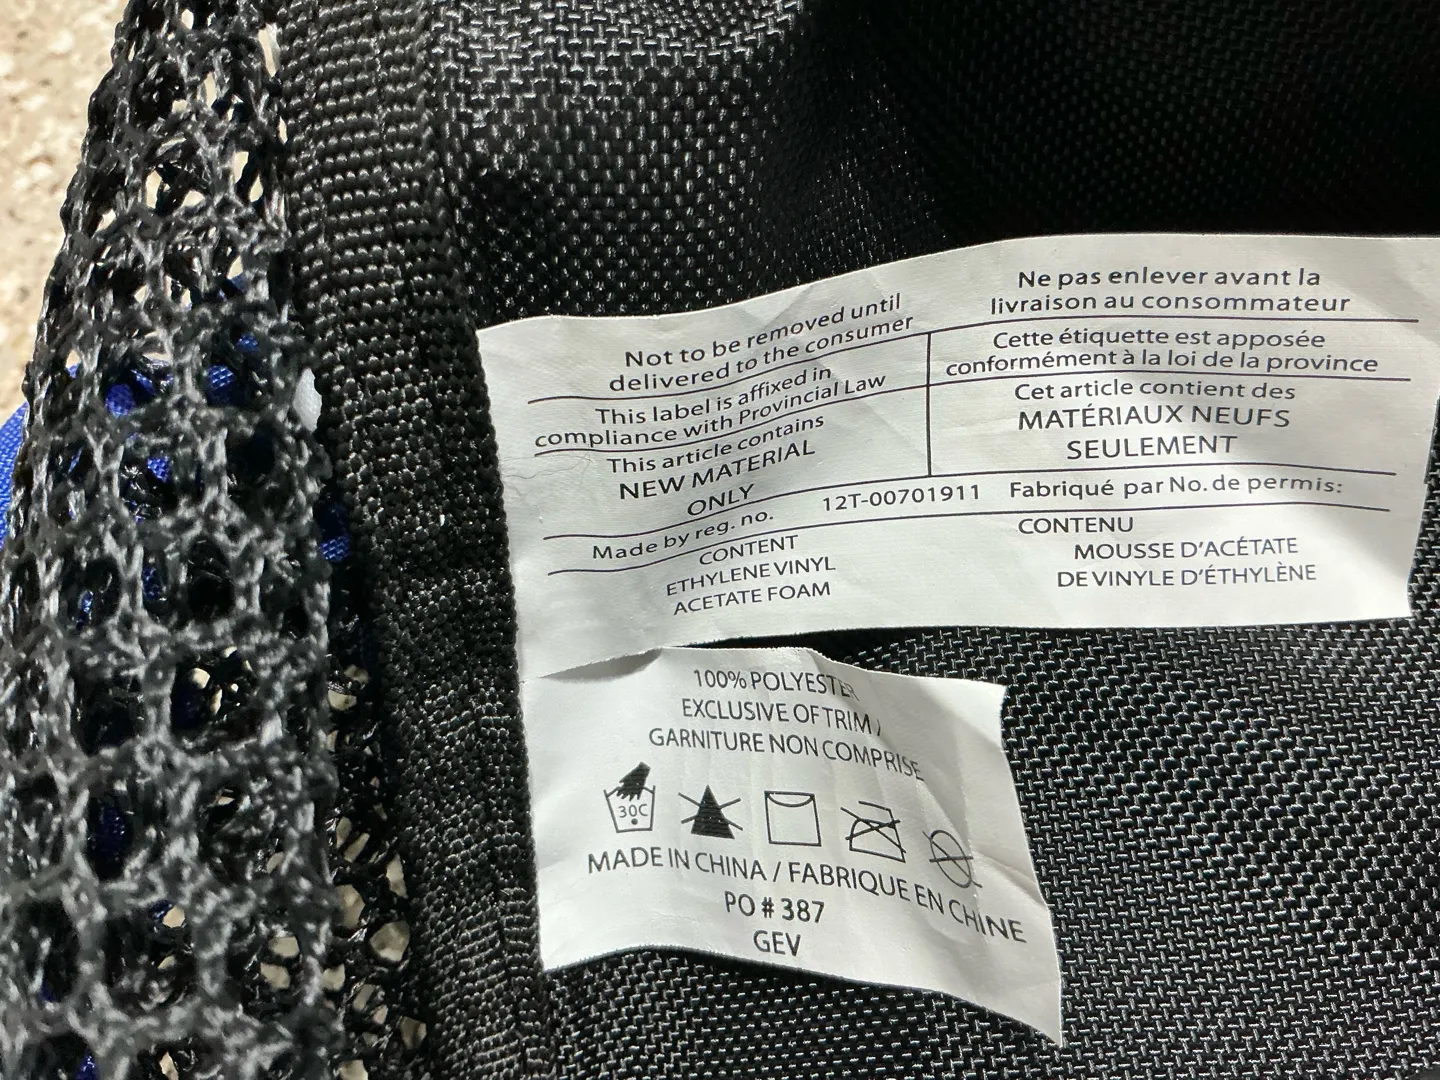 Not to be removed until
delivered to the consumer
This label is affixed in
compliance with Provincial Law
This article contains
NEW MATERIAL
ONLY
Made by reg. no.
12T-00701911
CONTENT
ETHYLENE VINYL
ACETATE FOAM
Ne pas enlever avant la
livraison au consommateur
Cette étiquette est apposée
conformément à la loi de la province
Cet article contient des
MATÉRIAUX NEUFS
SEULEMENT
Fabriqué par No. de permis:
CONTENU
MOUSSE D'ACÉTATE
DE VINYLE D'ÉTHYLÈNE
100% POLYESTER
EXCLUSIVE OF TRIM /
GARNITURE NON COMPRISE
30C
MADE IN CHINA / FABRIQUE EN CHINE
PO # 387
GEV